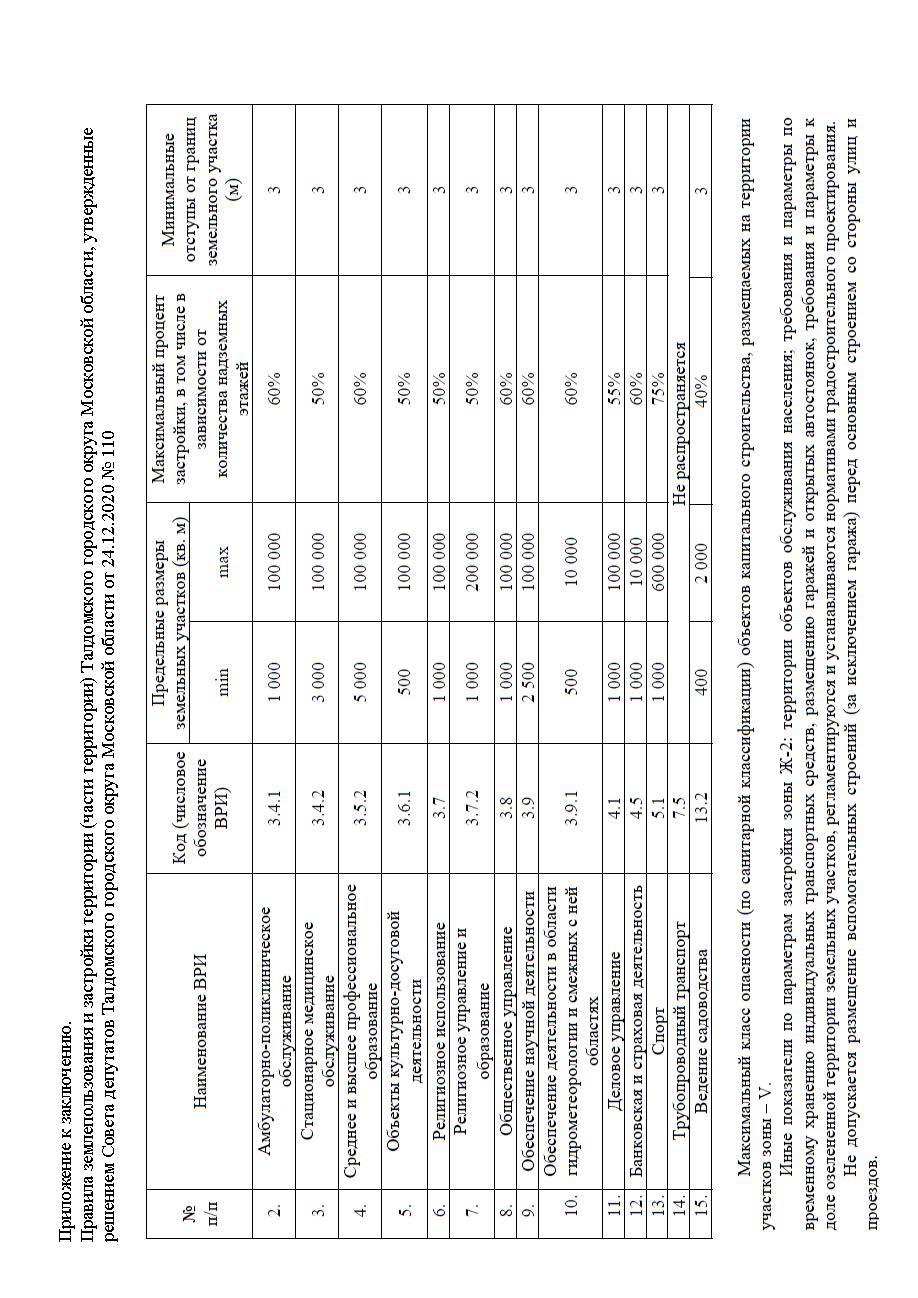 Приложение к заключению.
Правила землепользования и застройки территории (части территории) Талдомского городского округа Московской области, утвержденные
решением Совета депутатов Талдомского городского округа Московской области от 24.12.2020 № 110
№ п/п | Наименование ВРИ | Код (числовое обозначение ВРИ) | Предельные размеры земельных участков (кв. м) | Максимальный процент застройки, в том числе в зависимости от количества надземных этажей | Минимальные отступы от границ земельного участка (м)
min | max
2. | Амбулаторно-поликлиническое обслуживание | 3.4.1 | 1 000 | 100 000 | 60% | 3
3. | Стационарное медицинское обслуживание | 3.4.2 | 3 000 | 100 000 | 50% | 3
4. | Среднее и высшее профессиональное образование | 3.5.2 | 5 000 | 100 000 | 60% | 3
5. | Объекты культурно-досуговой деятельности | 3.6.1 | 500 | 100 000 | 50% | 3
6. | Религиозное использование | 3.7 | 1 000 | 100 000 | 50% | 3
7. | Религиозное управление и образование | 3.7.2 | 1 000 | 200 000 | 50% | 3
8. | Общественное управление | 3.8 | 1 000 | 100 000 | 60% | 3
9. | Обеспечение научной деятельности | 3.9 | 2 500 | 100 000 | 60% | 3
10. | Обеспечение деятельности в области гидрометеорологии и смежных с ней областях | 3.9.1 | 500 | 10 000 | 60% | 3
11. | Деловое управление | 4.1 | 1 000 | 100 000 | 55% | 3
12. | Банковская и страховая деятельность | 4.5 | 1 000 | 10 000 | 60% | 3
13. | Спорт | 5.1 | 1 000 | 600 000 | 75% | 3
14. | Трубопроводный транспорт | 7.5 | Не распространяется
15. | Ведение садоводства | 13.2 | 400 | 2 000 | 40% | 3
Максимальный класс опасности (по санитарной классификации) объектов капитального строительства, размещаемых на территории
участков зоны – V.
Иные показатели по параметрам застройки зоны Ж-2: территории объектов обслуживания населения; требования и параметры по
временному хранению индивидуальных транспортных средств, размещению гаражей и открытых автостоянок, требования и параметры к
доле озелененной территории земельных участков, регламентируются и устанавливаются нормативами градостроительного проектирования.
Не допускается размещение вспомогательных строений (за исключением гаража) перед основным строением со стороны улиц и
проездов.